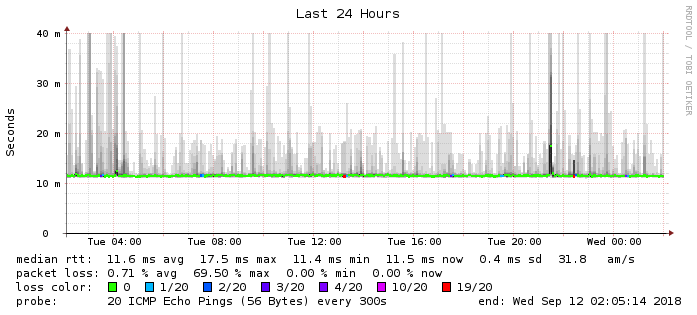 Last 24 Hours
RRDTOOL / TOBI OETIKER
Seconds
40 m
30 m
20 m
10 m
0
Tue 04:00 Tue 08:00 Tue 12:00 Tue 16:00 Tue 20:00 Wed 00:00
median rtt: 11.6 ms avg 17.5 ms max 11.4 ms min 11.5 ms now 0.4 ms sd 31.8 am/s
packet loss: 0.71 % avg 69.50 % max 0.00 % min 0.00 % now
loss color: 0 1/20 2/20 3/20 4/20 10/20 19/20
probe: 20 ICMP Echo Pings (56 Bytes) every 300s end: Wed Sep 12 02:05:14 2018